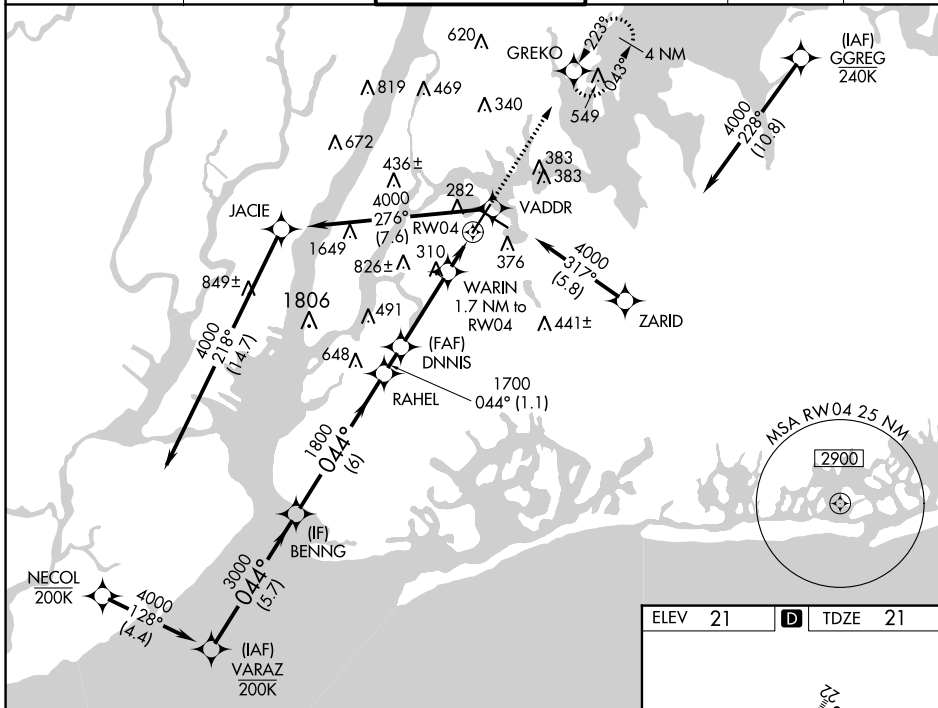 620
GREKO
223°
043°
4 NM
(IAF)
GGREG
240K
819
469
340
549
4000
228°
(10.8)
672
436±
383
383
4000
276°
(7.6)
282
VADDR
JACIE
RW04
1649
826±
310
376
4000
317°
(5.8)
849±
WARIN
1.7 NM to
RW04
ZARID
1806
491
441±
4000
218°
(14.7)
(FAF)
DNNIS
648
RAHEL
1700
044° (1.1)
1800
044°
(6)
MSA RW04 25 NM
2900
(IF)
BENNG
NECOL
200K
4000
128°
(4.4)
3000
044°
(5.7)
(IAF)
VARAZ
200K
ELEV 21 D TDZE 21
22